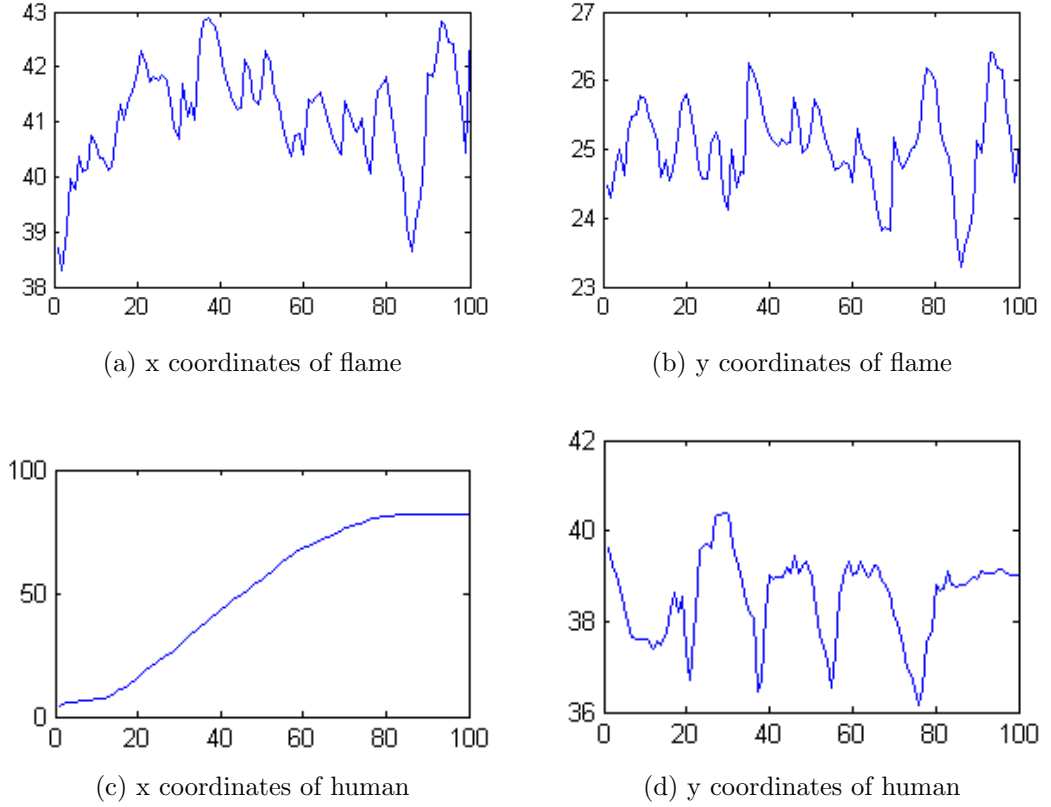 43
42
41
40
39
38
0 20 40 60 80 100
(a) x coordinates of flame
27
26
25
24
23
0 20 40 60 80 100
(b) y coordinates of flame
100
50
0
0 20 40 60 80 100
(c) x coordinates of human
42
40
38
36
0 20 40 60 80 100
(d) y coordinates of human